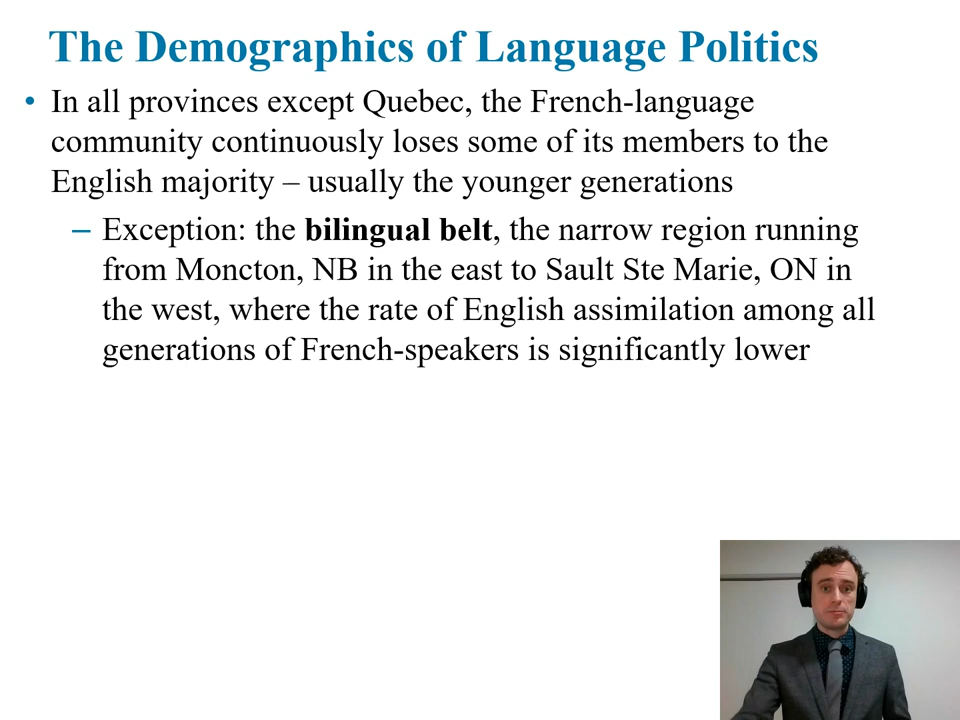 The Demographics of Language Politics
• In all provinces except Quebec, the French-language
community continuously loses some of its members to the
English majority – usually the younger generations
– Exception: the bilingual belt, the narrow region running
from Moncton, NB in the east to Sault Ste Marie, ON in
the west, where the rate of English assimilation among all
generations of French-speakers is significantly lower